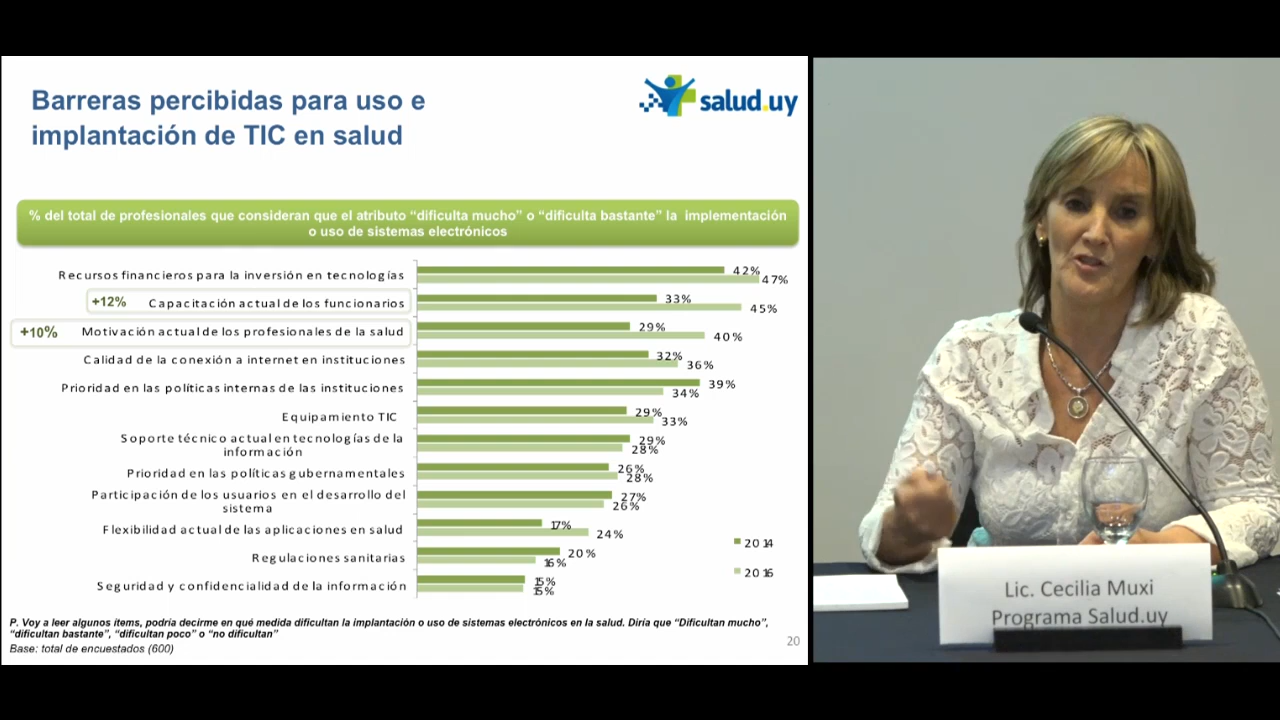 Barreras percibidas para uso e
implantación de TIC en salud
salud.uy
% del total de profesionales que consideran que el atributo “dificulta mucho” o “dificulta bastante” la implementación
o uso de sistemas electrónicos
Recursos financieros para la inversión en tecnologías
42%
47%
+12%
Capacitación actual de los funcionarios
33%
45%
+10%
Motivación actual de los profesionales de la salud
29%
40%
Calidad de la conexión a internet en instituciones
32%
36%
Prioridad en las políticas internas de las instituciones
39%
34%
Equipamiento TIC
29%
33%
Soporte técnico actual en tecnologías de la
información
29%
28%
Prioridad en las políticas gubernamentales
26%
28%
Participación de los usuarios en el desarrollo del
sistema
27%
26%
Flexibilidad actual de las aplicaciones en salud
17%
24%
Regulaciones sanitarias
20%
16%
Seguridad y confidencialidad de la información
15%
15%
2014
2016
P. Voy a leer algunos ítems, podría decirme en qué medida dificultan la implantación o uso de sistemas electrónicos en la salud. Diría que “Dificultan mucho”,
“dificultan bastante”, “dificultan poco” o “no dificultan”
Base: total de encuestados (600)
20
Lic. Cecilia Muxi
Programa Salud.uy